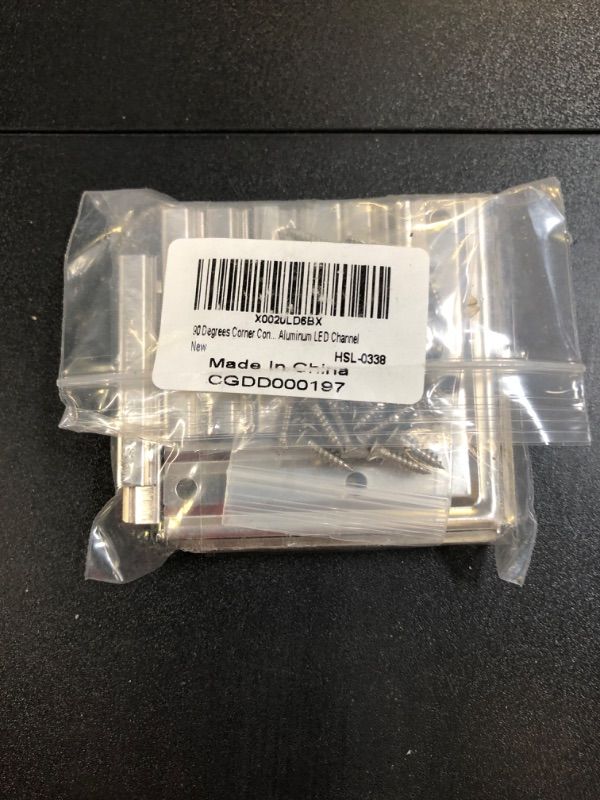 X0020LD6BX
90 Degrees Corner Con... Aluminum LED Channel
New
HSL-0338
Made In China
CGDD000197